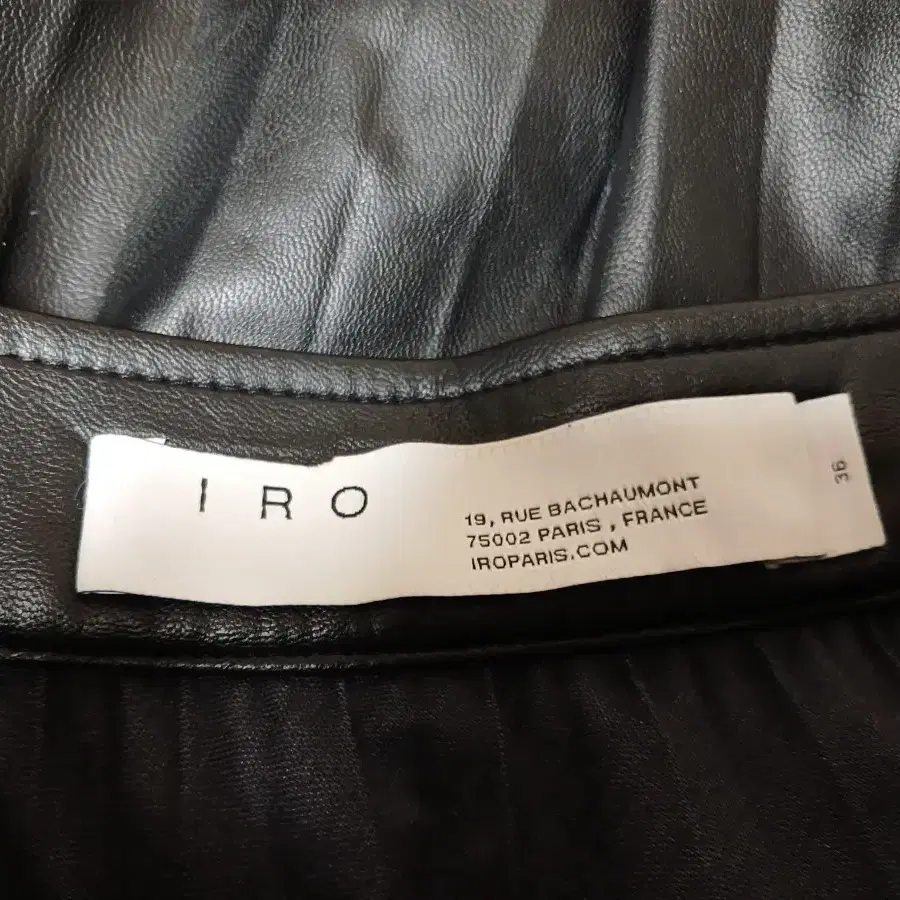 IRO
19, RUE BACHAUMONT
75002 PARIS , FRANCE
IROPARIS.COM
36